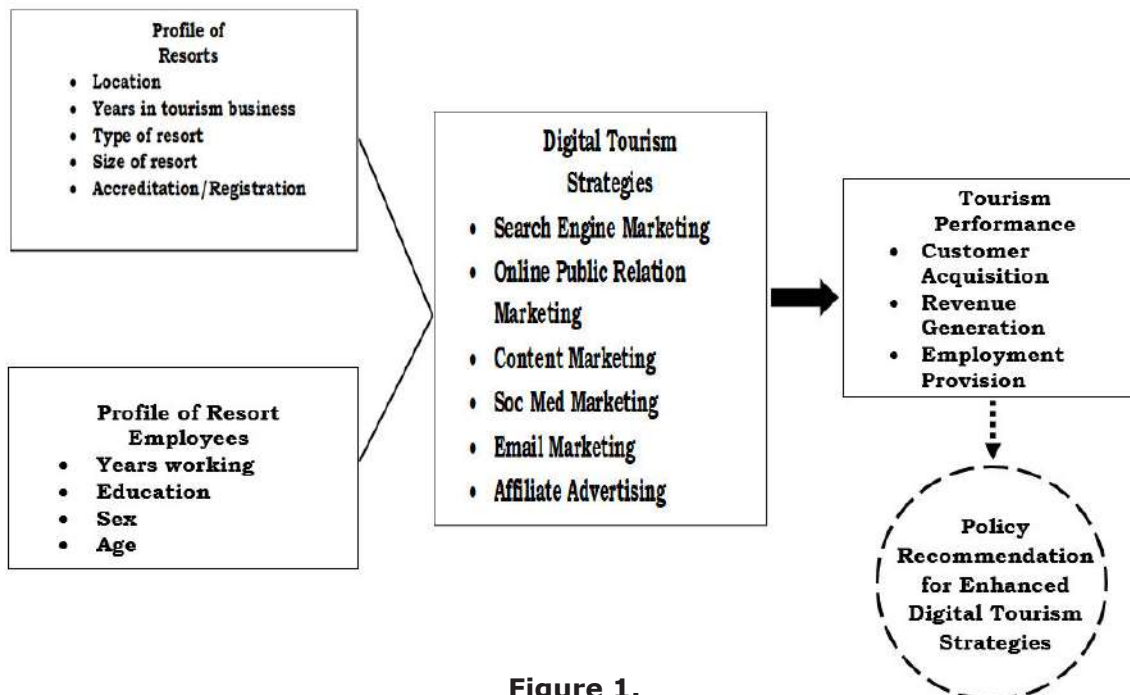 Profile of
Resorts
• Location
• Years in tourism business
• Type of resort
• Size of resort
• Accreditation/Registration
Profile of Resort
Employees
• Years working
• Education
• Sex
• Age
Digital Tourism
Strategies
• Search Engine Marketing
• Online Public Relation
Marketing
• Content Marketing
• Soc Med Marketing
• Email Marketing
• Affiliate Advertising
Tourism
Performance
• Customer
Acquisition
• Revenue
Generation
• Employment
Provision
Policy
Recommendation
for Enhanced
Digital Tourism
Strategies
Figure 1.